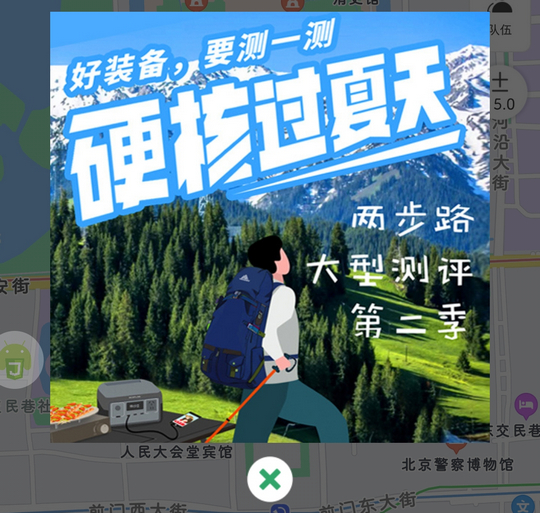 队伍
好装备，要测一测
硬核过夏天
5.0
河沿大街
两步路
大型测评
第二季
安街
民巷社
交民巷
人民大会堂宾馆
北京警察博物馆
前门西大街
前门东大街